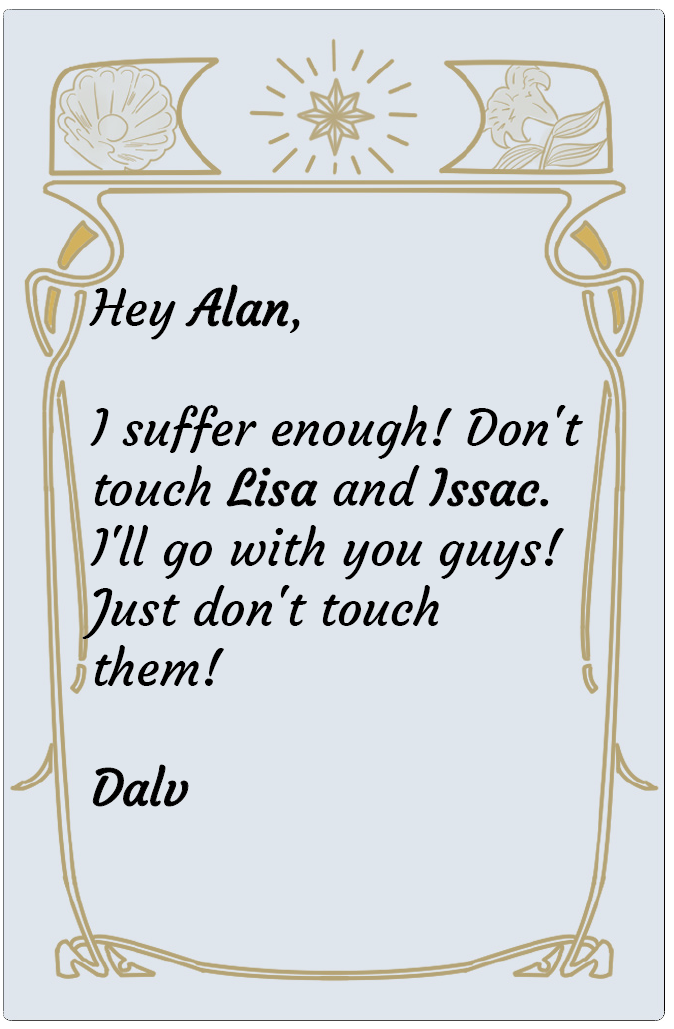 Hey Alan,
I suffer enough! Don't
touch Lisa and Issac.
I'll go with you guys!
Just don't touch
them!
Dalv